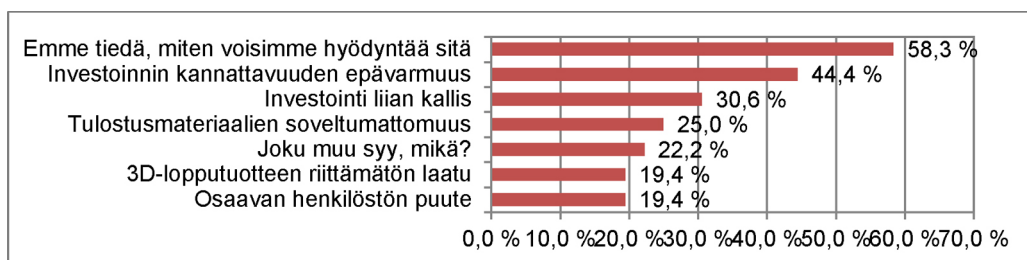 Emme tiedä, miten voisimme hyödyntää sitä 58,3 %
Investoinnin kannattavuuden epävarmuus 44,4 %
Investointi liian kallis 30,6 %
Tulostusmateriaalien soveltumattomuus 25,0 %
Joku muu syy, mikä? 22,2 %
3D-lopputuotteen riittämätön laatu 19,4 %
Osaavan henkilöstön puute 19,4 %
0,0 % 10,0 % 20,0 % 30,0 % 40,0 % 50,0 % 60,0 % 70,0 %